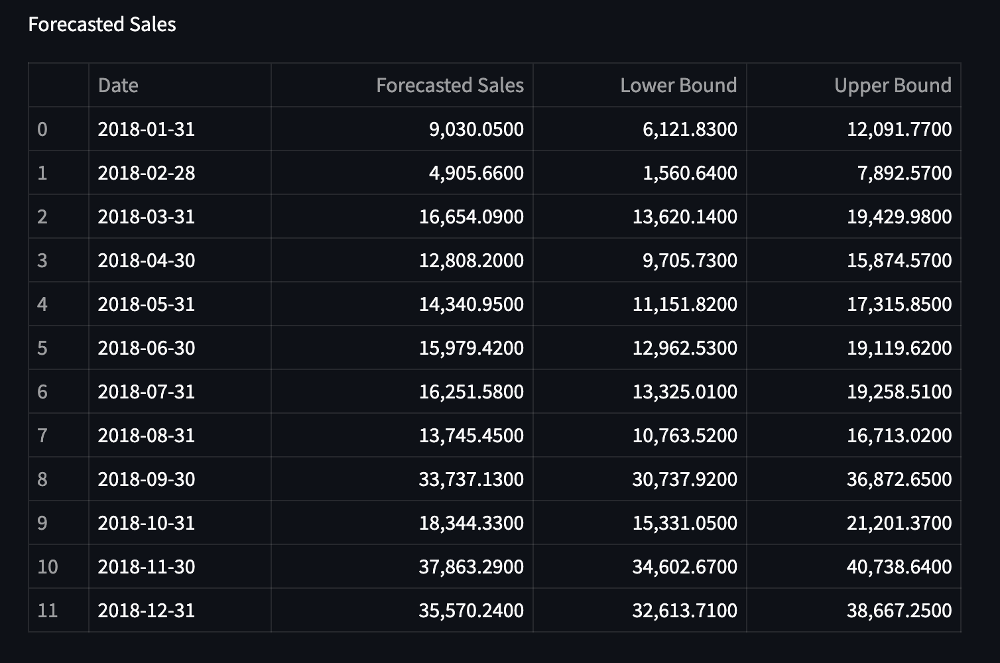 Forecasted Sales
Date Forecasted Sales Lower Bound Upper Bound
0 2018-01-31 9,030.0500 6,121.8300 12,091.7700
1 2018-02-28 4,905.6600 1,560.6400 7,892.5700
2 2018-03-31 16,654.0900 13,620.1400 19,429.9800
3 2018-04-30 12,808.2000 9,705.7300 15,874.5700
4 2018-05-31 14,340.9500 11,151.8200 17,315.8500
5 2018-06-30 15,979.4200 12,962.5300 19,119.6200
6 2018-07-31 16,251.5800 13,325.0100 19,258.5100
7 2018-08-31 13,745.4500 10,763.5200 16,713.0200
8 2018-09-30 33,737.1300 30,737.9200 36,872.6500
9 2018-10-31 18,344.3300 15,331.0500 21,201.3700
10 2018-11-30 37,863.2900 34,602.6700 40,738.6400
11 2018-12-31 35,570.2400 32,613.7100 38,667.2500